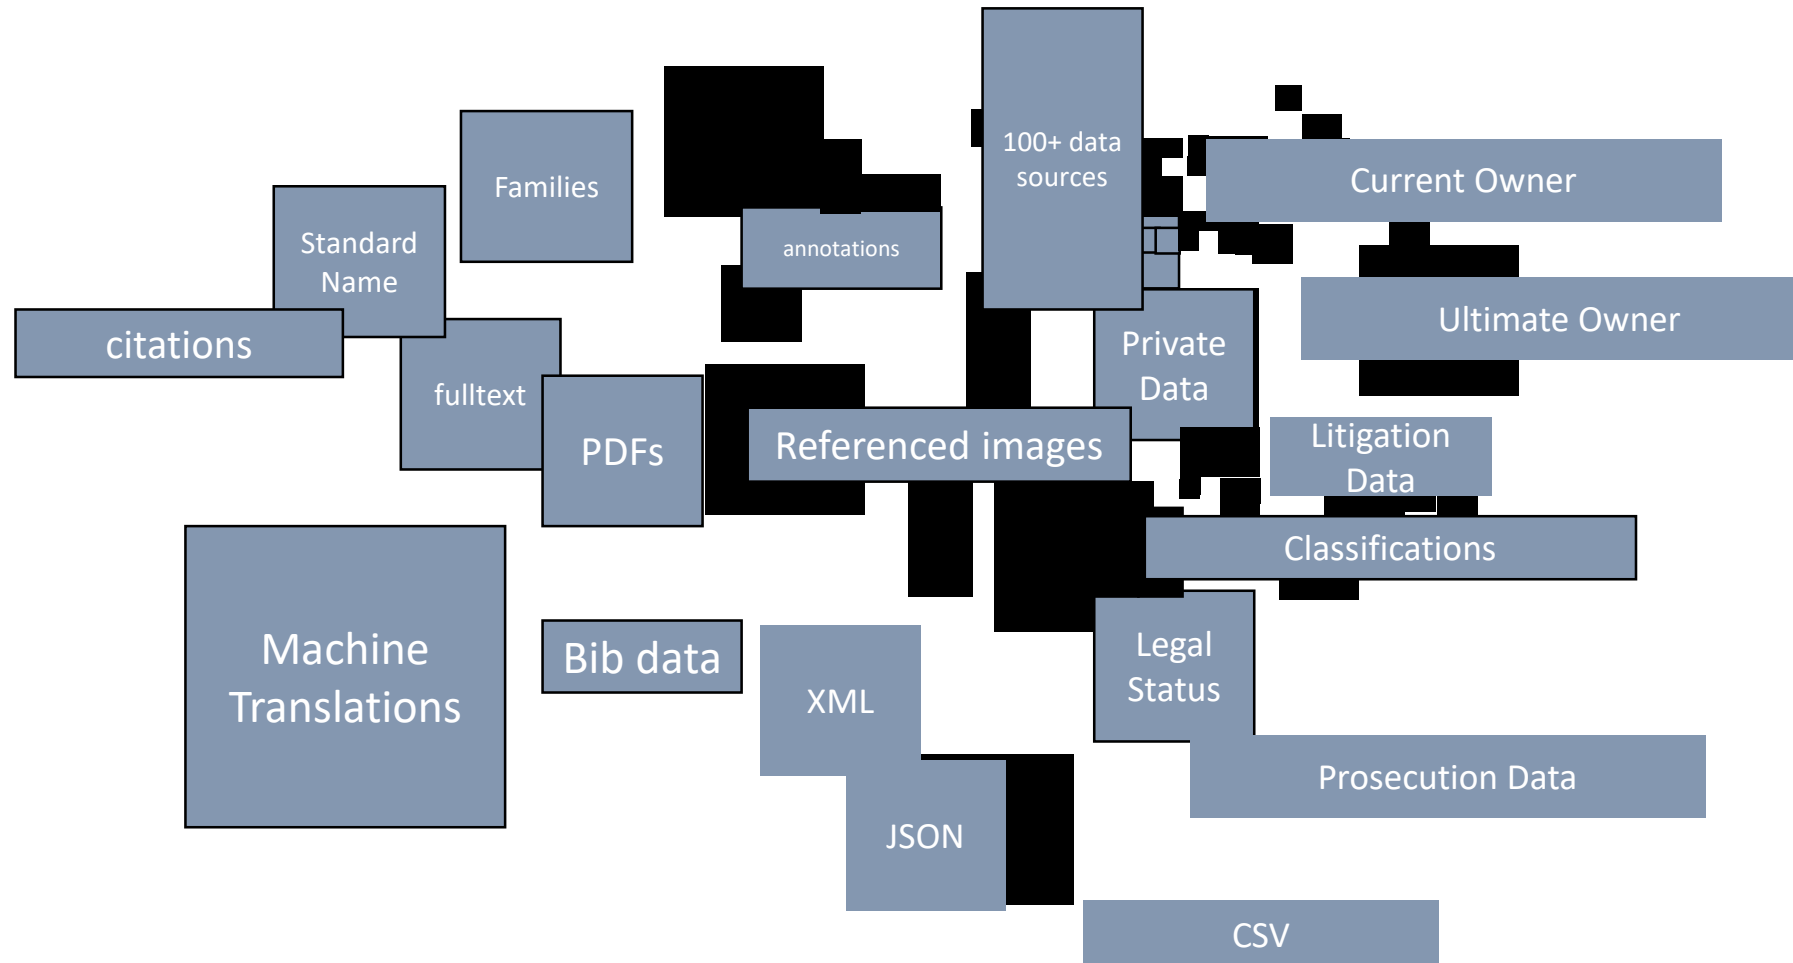 100+ data
sources
Families
Current Owner
Standard
Name
annotations
citations
Ultimate Owner
Private
Data
fulltext
PDFs
Referenced images
Litigation
Data
Classifications
Machine
Translations
Bib data
Legal
Status
XML
Prosecution Data
JSON
CSV